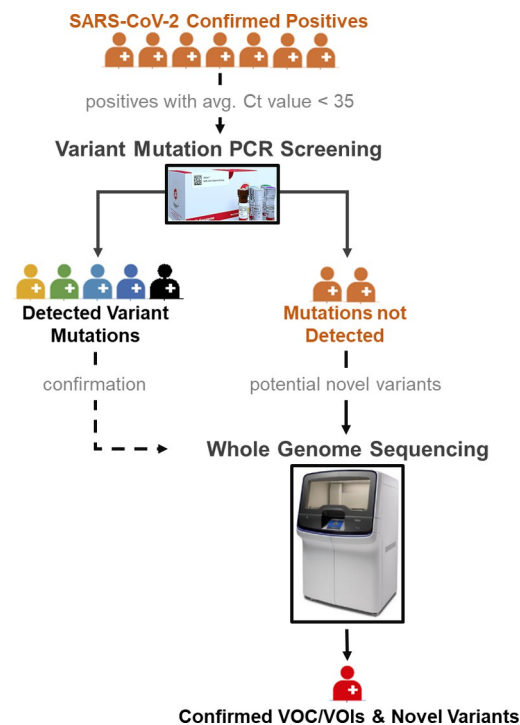 SARS-CoV-2 Confirmed Positives
positives with avg. Ct value < 35
Variant Mutation PCR Screening
Detected Variant
Mutations
Mutations not
Detected
confirmation
potential novel variants
Whole Genome Sequencing
Confirmed VOC/VOIs & Novel Variants